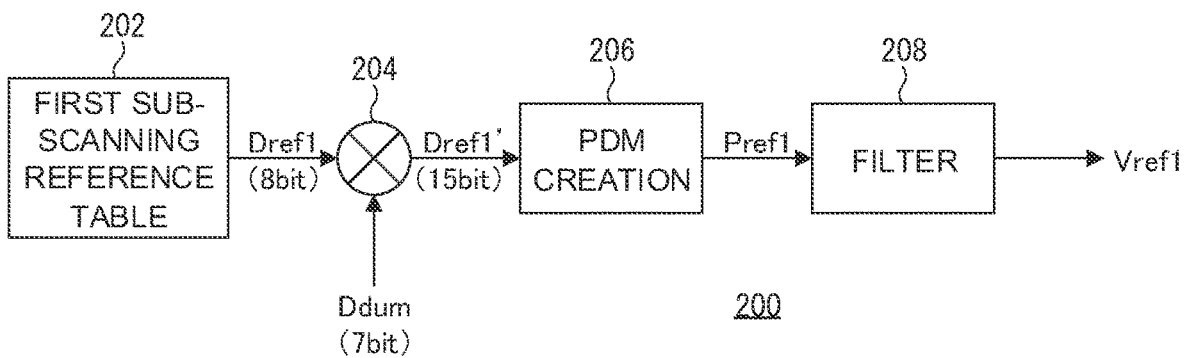 202
FIRST SUB-
SCANNING
REFERENCE
TABLE
Dref1
(8bit)
204
Dref1'
(15bit)
Ddum
(7bit)
206
PDM
CREATION
Pref1
208
FILTER
Vref1
200